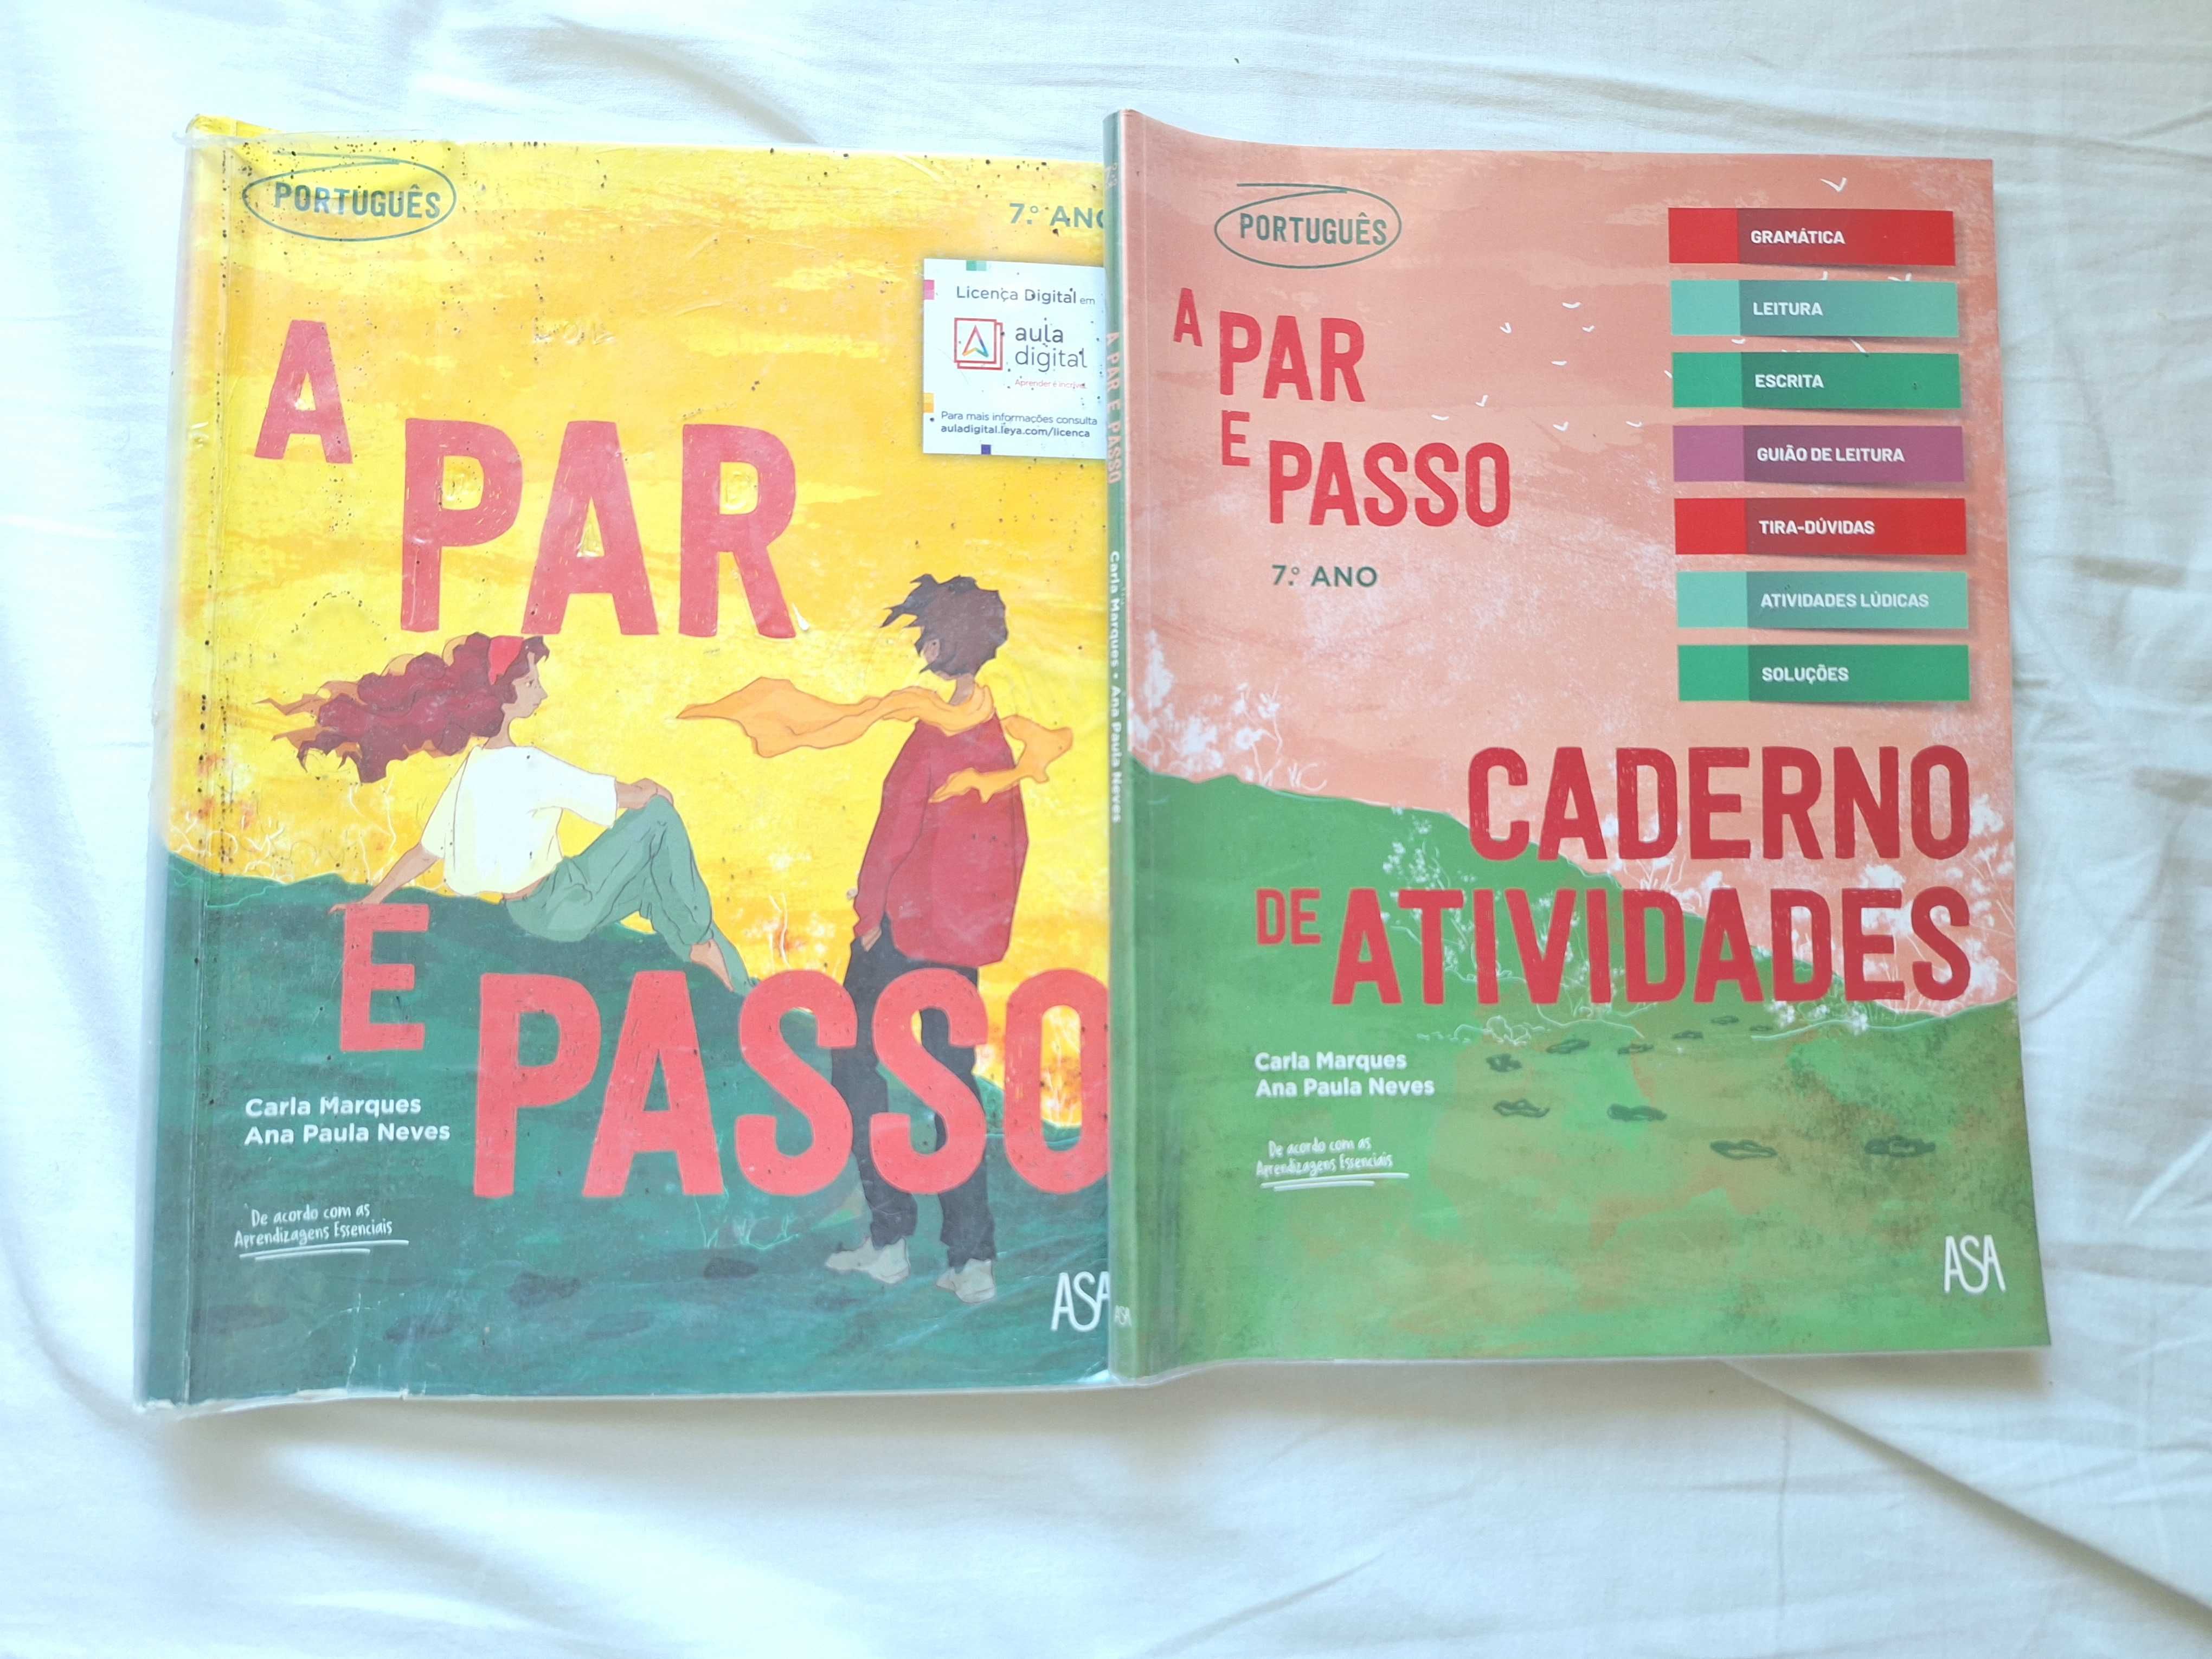 PORTUGUÊS
7.º ANO
Licença Digital em
aula
digital
Aprender é incrível
Para mais informações consulta
auladigital.leya.com/licenca
A
PAR
E
PASSO
Carla Marques
Ana Paula Neves
De acordo com as
Aprendizagens Essenciais
ASA
A PAR E PASSO
Carla Marques • Ana Paula Neves
ASA
PORTUGUÊS
A
PAR
E
PASSO
7.º ANO
GRAMÁTICA
LEITURA
ESCRITA
GUIÃO DE LEITURA
TIRA-DÚVIDAS
ATIVIDADES LÚDICAS
SOLUÇÕES
CADERNO
DE ATIVIDADES
Carla Marques
Ana Paula Neves
De acordo com as
Aprendizagens Essenciais
ASA